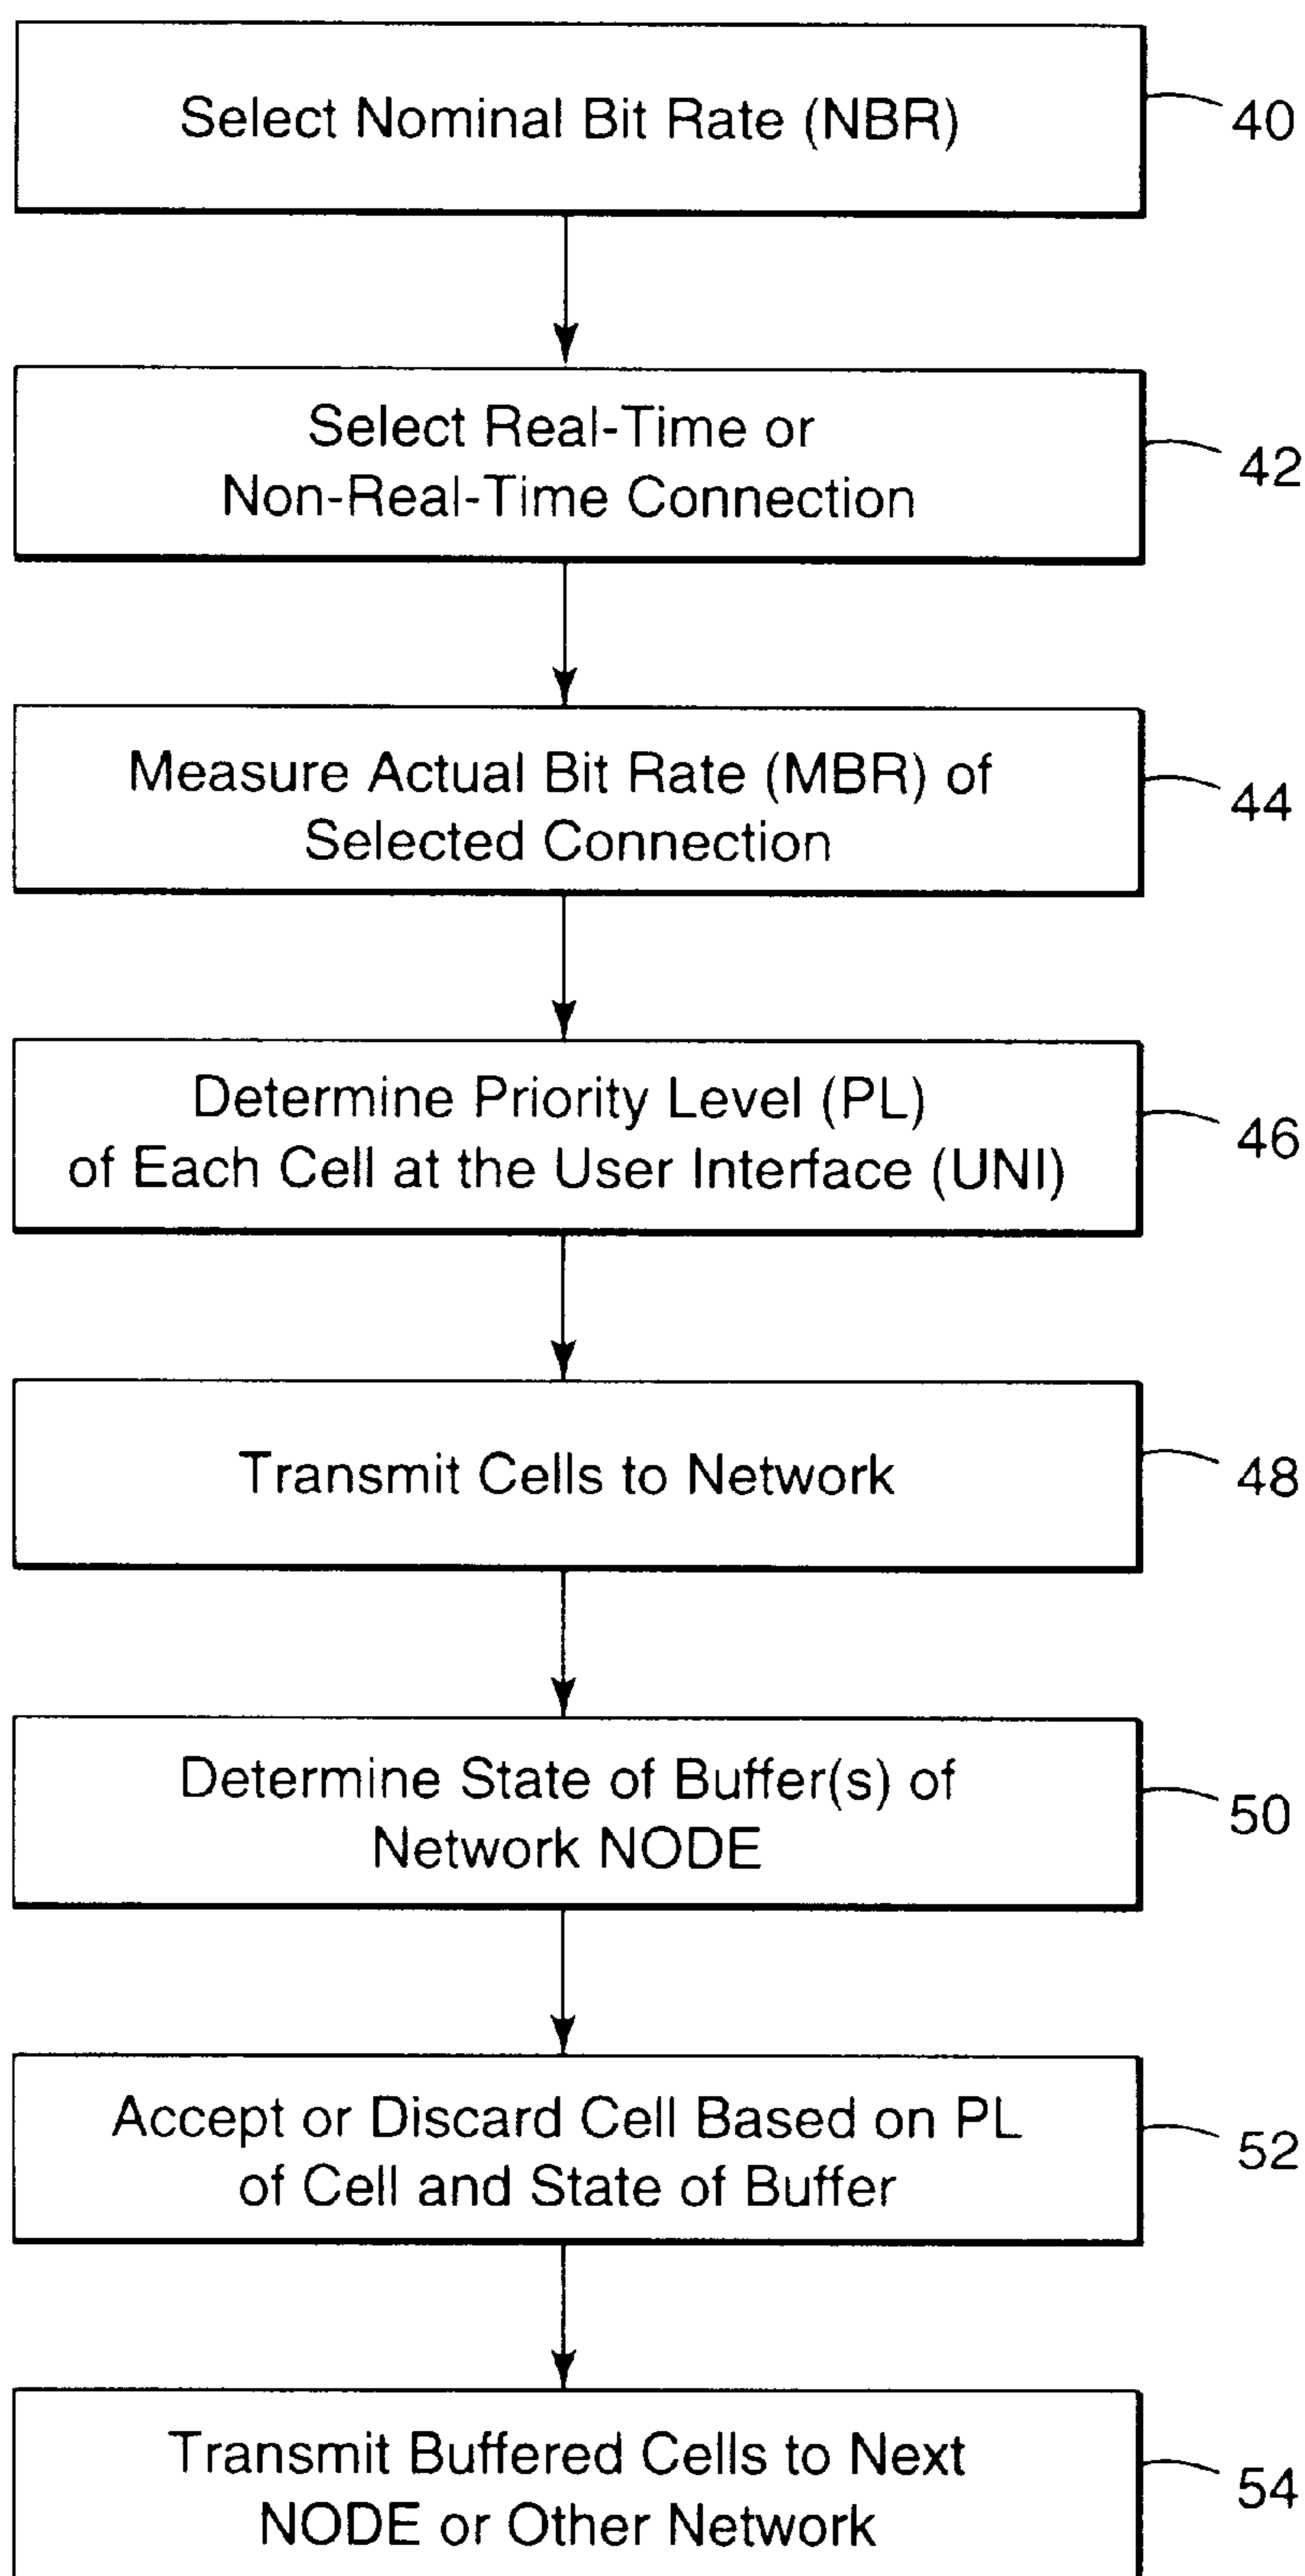 Select Nominal Bit Rate (NBR)
40
Select Real-Time or
Non-Real-Time Connection
42
Measure Actual Bit Rate (MBR) of
Selected Connection
44
Determine Priority Level (PL)
of Each Cell at the User Interface (UNI)
46
Transmit Cells to Network
48
Determine State of Buffer(s) of
Network NODE
50
Accept or Discard Cell Based on PL
of Cell and State of Buffer
52
Transmit Buffered Cells to Next
NODE or Other Network
54